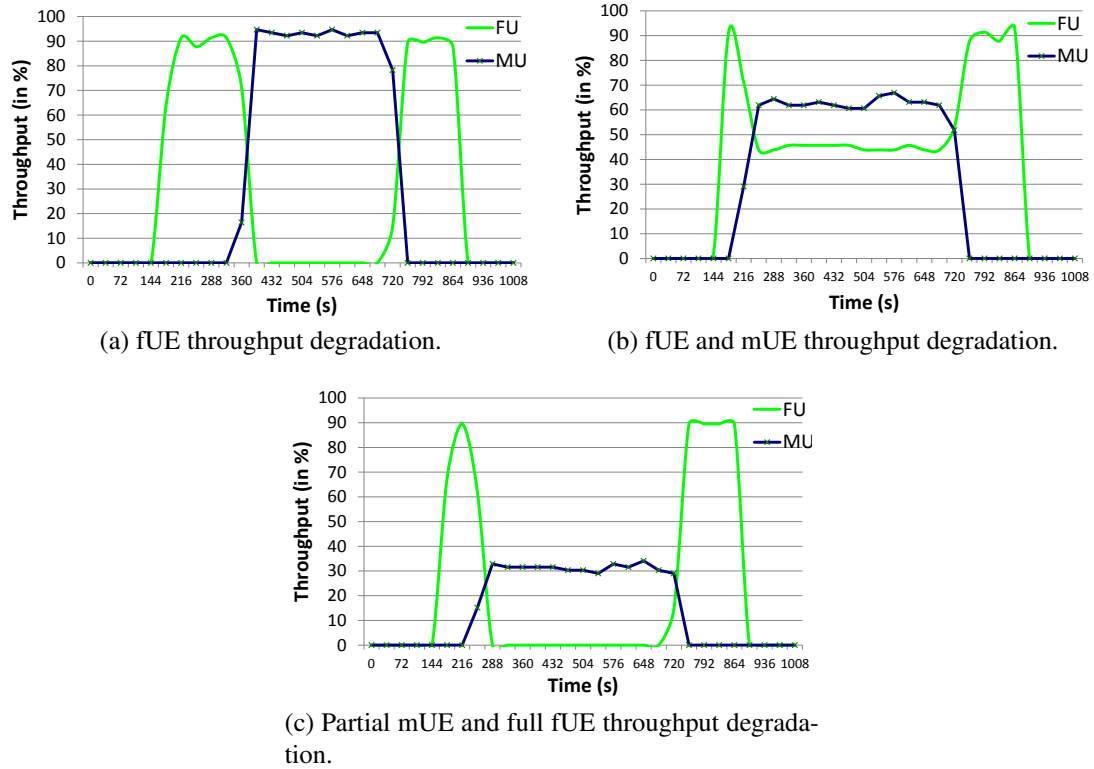 100
90
80
70
60
50
40
30
20
10
0
Throughput (in %)
FU
MU
0 72 144 216 288 360 432 504 576 648 720 792 864 936 1008
Time (s)
(a) fUE throughput degradation.
100
90
80
70
60
50
40
30
20
10
0
Throughput (in %)
FU
MU
0 72 144 216 288 360 432 504 576 648 720 792 864 936 1008
Time (s)
(b) fUE and mUE throughput degradation.
100
90
80
70
60
50
40
30
20
10
0
Throughput (in %)
FU
MU
0 72 144 216 288 360 432 504 576 648 720 792 864 936 1008
Time (s)
(c) Partial mUE and full fUE throughput degrada-
tion.